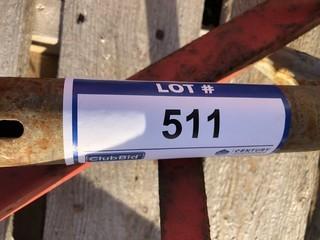 LOT #
511
ClubBid
CENTURY